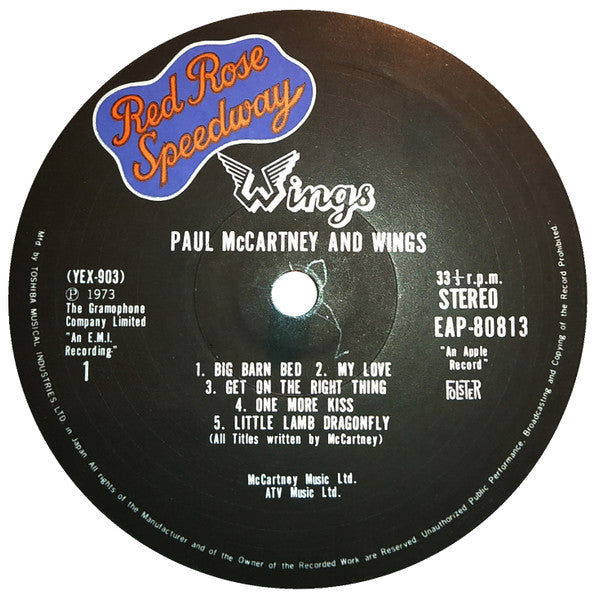 Red Rose
Speedway
Wings
PAUL McCARTNEY AND WINGS
(YEX-903)
Ⓟ 1973
The Gramophone
Company Limited
"An E.M.I.
Recording"
1
33⅓ r.p.m.
STEREO
EAP-80813
"An Apple
Record"
FOLSTER
1. BIG BARN BED 2. MY LOVE
3. GET ON THE RIGHT THING
4. ONE MORE KISS
5. LITTLE LAMB DRAGONFLY
(All Titles written by McCartney)
McCartney Music Ltd.
ATV Music Ltd.
Mfd by TOSHIBA MUSICAL INDUSTRIES LTD. in Japan. All rights of the Manufacturer and of the Owner of the Recorded Work are Reserved. Unauthorized Public Performance, Broadcasting and Copying of the Record Prohibited.